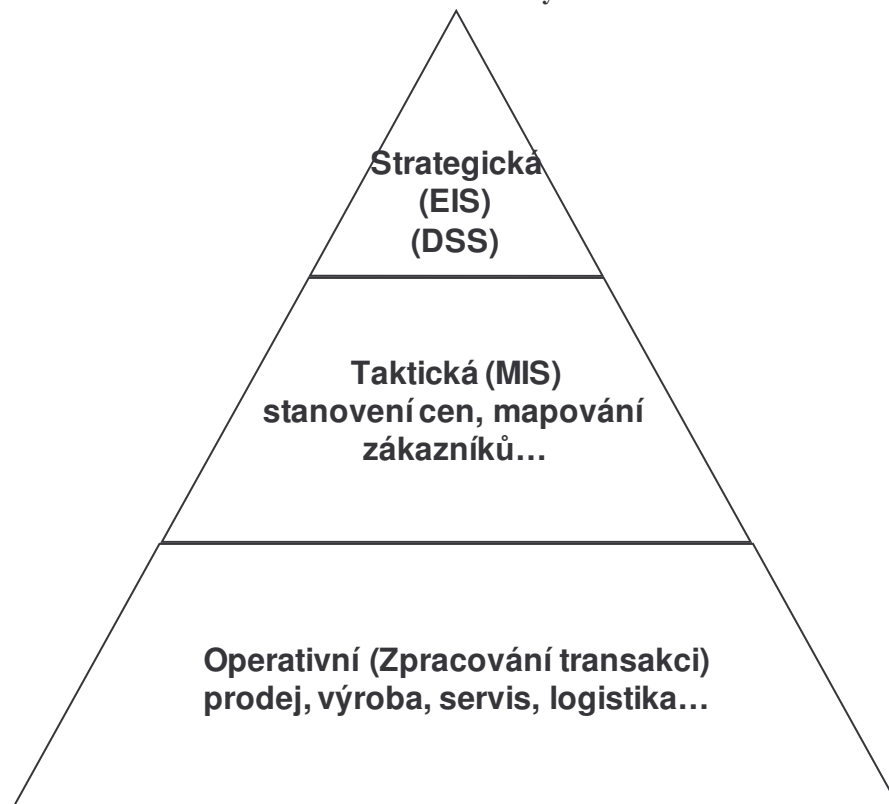 Strategická
(EIS)
(DSS)
Taktická (MIS)
stanovení cen, mapování
zákazníků…
Operativní (Zpracování transakci)
prodej, výroba, servis, logistika…